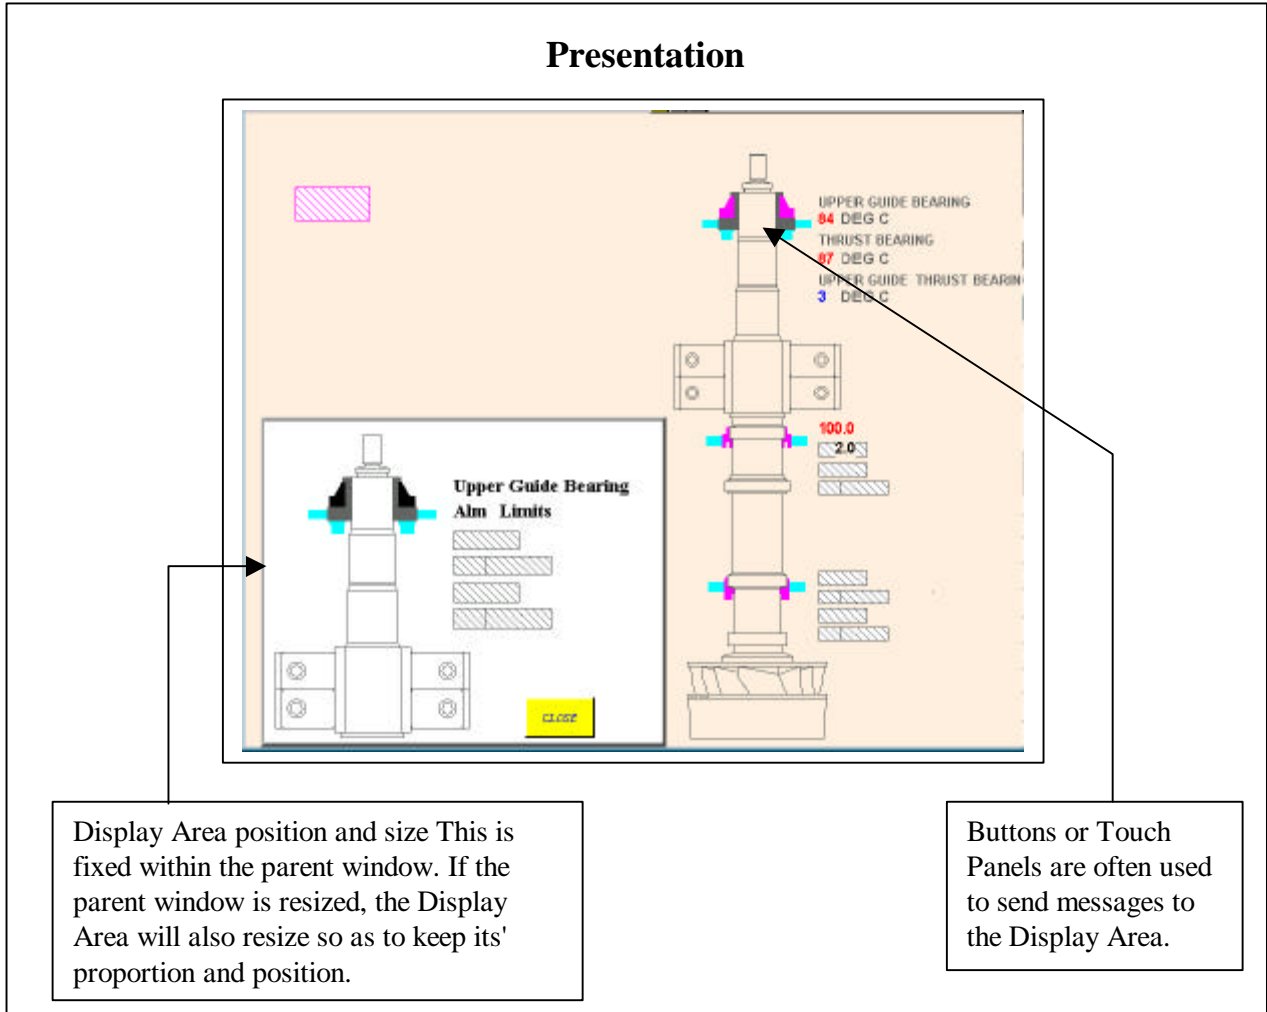 Presentation
UPPER GUIDE BEARING
84 DEG C
THRUST BEARING
87 DEG C
UPPER GUIDE THRUST BEARIN
3 DEG C
100.0
2.0
Upper Guide Bearing
Alm Limits
CLOSE
Display Area position and size This is
fixed within the parent window. If the
parent window is resized, the Display
Area will also resize so as to keep its'
proportion and position.
Buttons or Touch
Panels are often used
to send messages to
the Display Area.